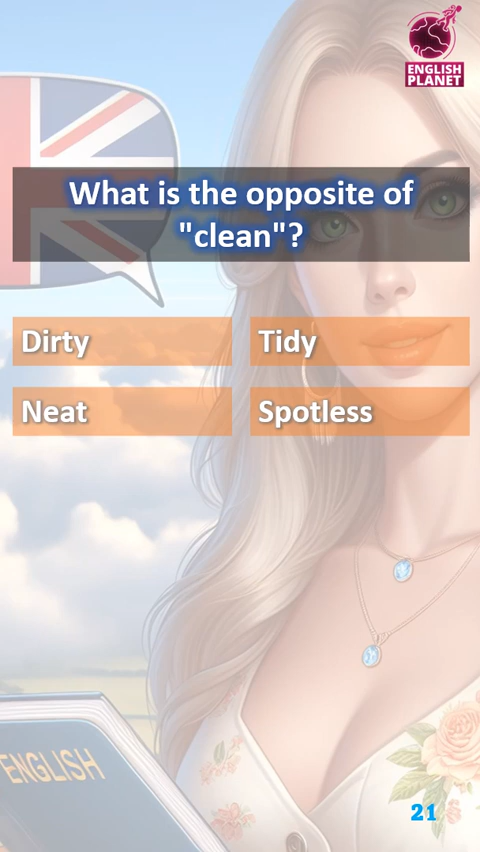 ENGLISH
PLANET
What is the opposite of
"clean"?
Dirty
Tidy
Neat
Spotless
ENGLISH
21